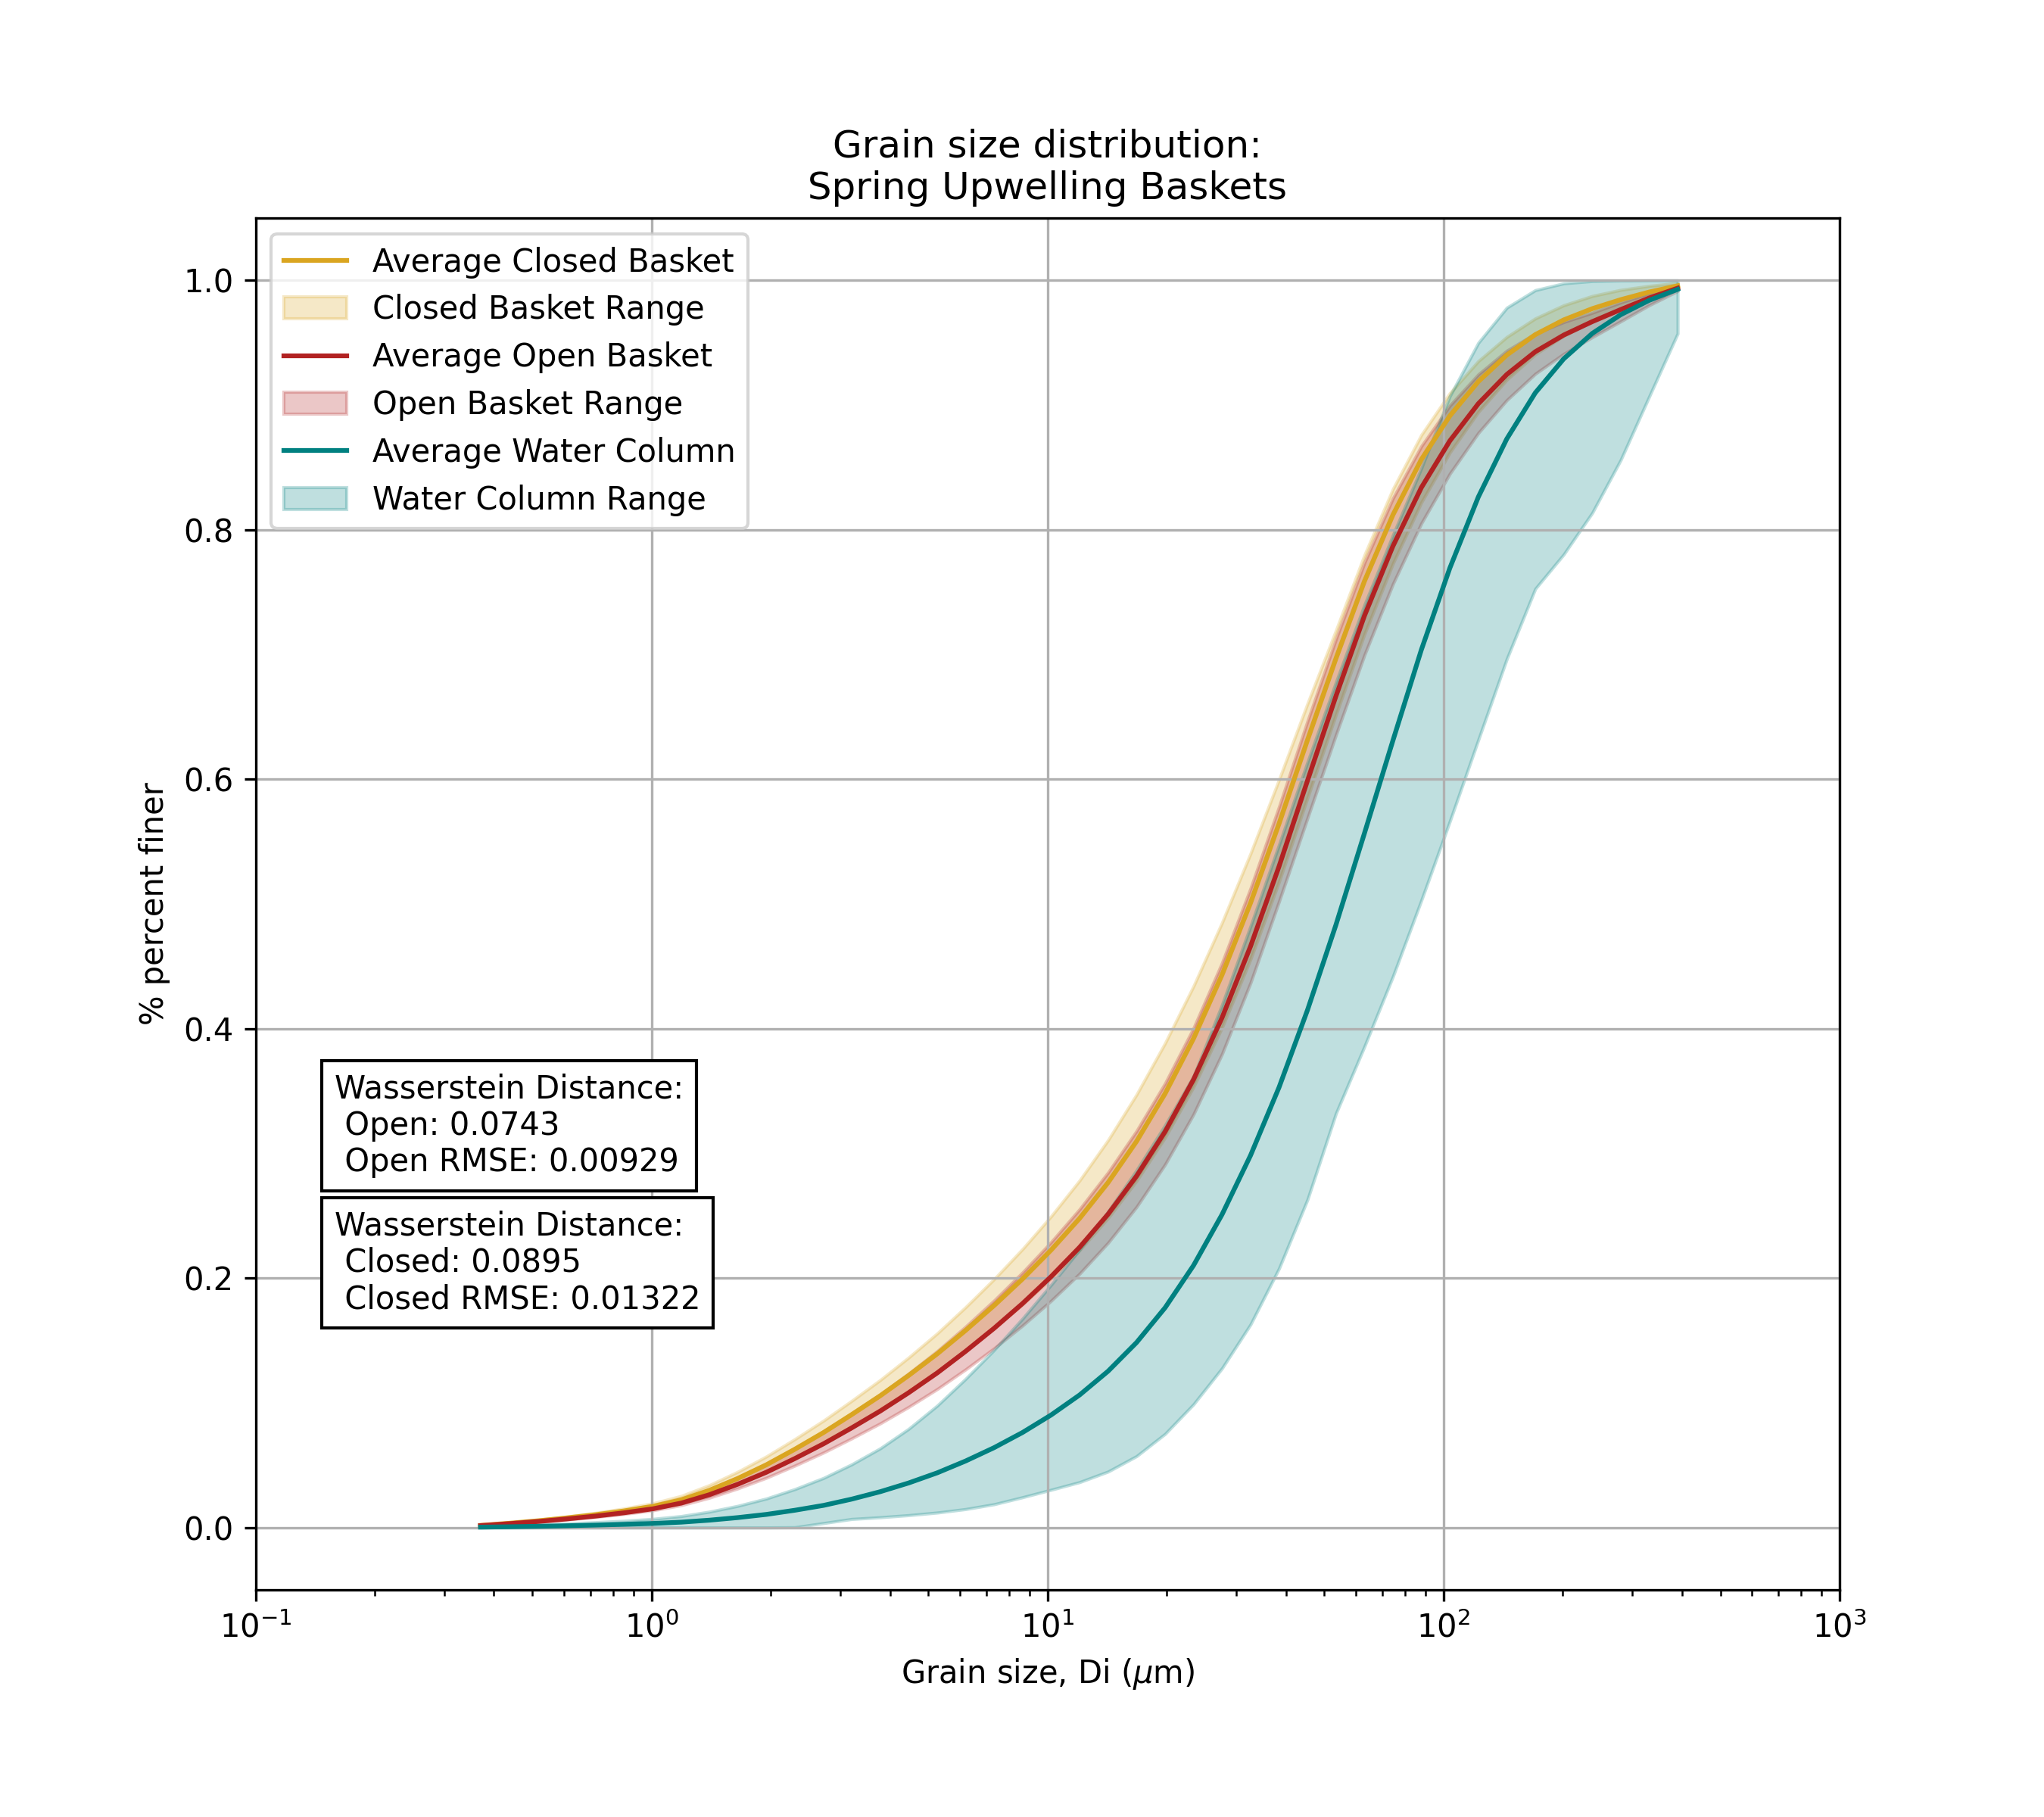 Grain size distribution:
Spring Upwelling Baskets
Average Closed Basket
Closed Basket Range
Average Open Basket
Open Basket Range
Average Water Column
Water Column Range
1.0
0.8
0.6
0.4
0.2
0.0
% percent finer
Wasserstein Distance:
Open: 0.0743
Open RMSE: 0.00929
Wasserstein Distance:
Closed: 0.0895
Closed RMSE: 0.01322
10⁻¹
10⁰
10¹
10²
10³
Grain size, Di (μm)